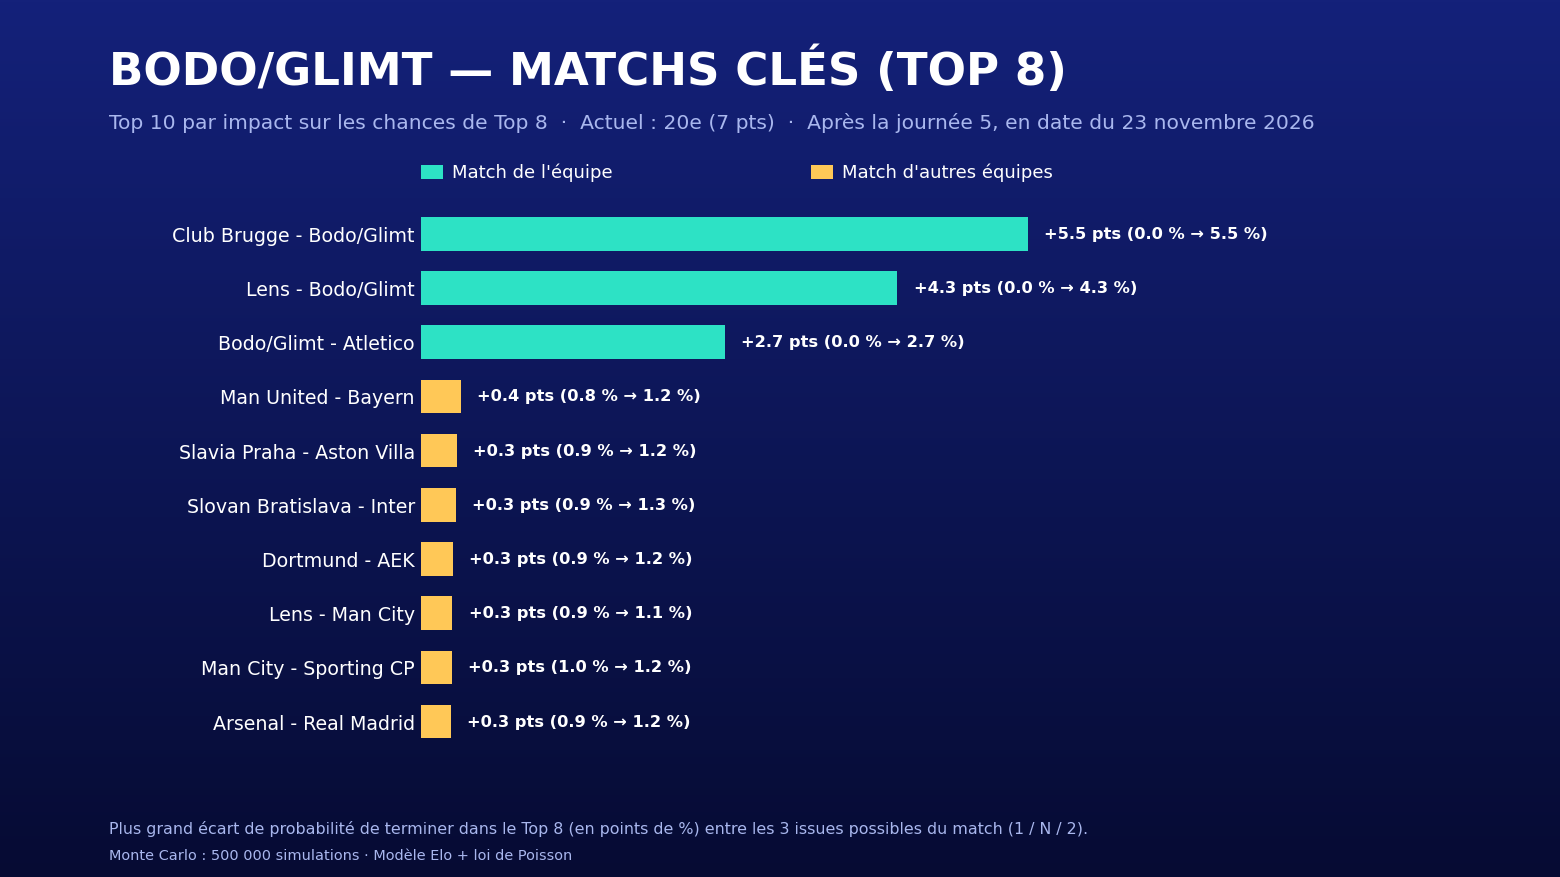 BODO/GLIMT — MATCHS CLÉS (TOP 8)
Top 10 par impact sur les chances de Top 8 · Actuel : 20e (7 pts) · Après la journée 5, en date du 23 novembre 2026
Match de l'équipe
Match d'autres équipes
Club Brugge - Bodo/Glimt +5.5 pts (0.0 % → 5.5 %)
Lens - Bodo/Glimt +4.3 pts (0.0 % → 4.3 %)
Bodo/Glimt - Atletico +2.7 pts (0.0 % → 2.7 %)
Man United - Bayern +0.4 pts (0.8 % → 1.2 %)
Slavia Praha - Aston Villa +0.3 pts (0.9 % → 1.2 %)
Slovan Bratislava - Inter +0.3 pts (0.9 % → 1.3 %)
Dortmund - AEK +0.3 pts (0.9 % → 1.2 %)
Lens - Man City +0.3 pts (0.9 % → 1.1 %)
Man City - Sporting CP +0.3 pts (1.0 % → 1.2 %)
Arsenal - Real Madrid +0.3 pts (0.9 % → 1.2 %)
Plus grand écart de probabilité de terminer dans le Top 8 (en points de %) entre les 3 issues possibles du match (1 / N / 2).
Monte Carlo : 500 000 simulations · Modèle Elo + loi de Poisson